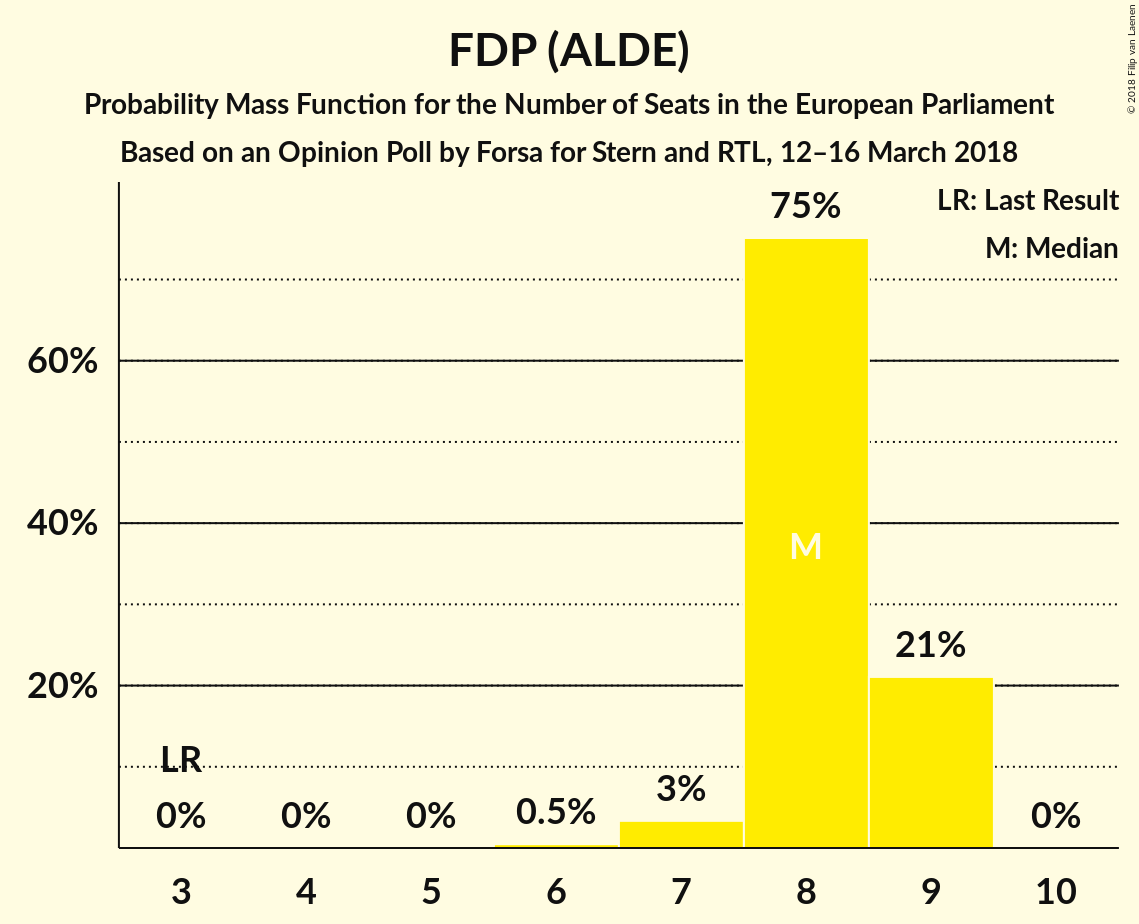 FDP (ALDE)
Probability Mass Function for the Number of Seats in the European Parliament
Based on an Opinion Poll by Forsa for Stern and RTL, 12–16 March 2018
© 2018 Filip van Laenen
LR: Last Result
M: Median
75%
60%
40%
20%
M
21%
LR
0%
0%
0%
0.5%
3%
0%
3 4 5 6 7 8 9 10